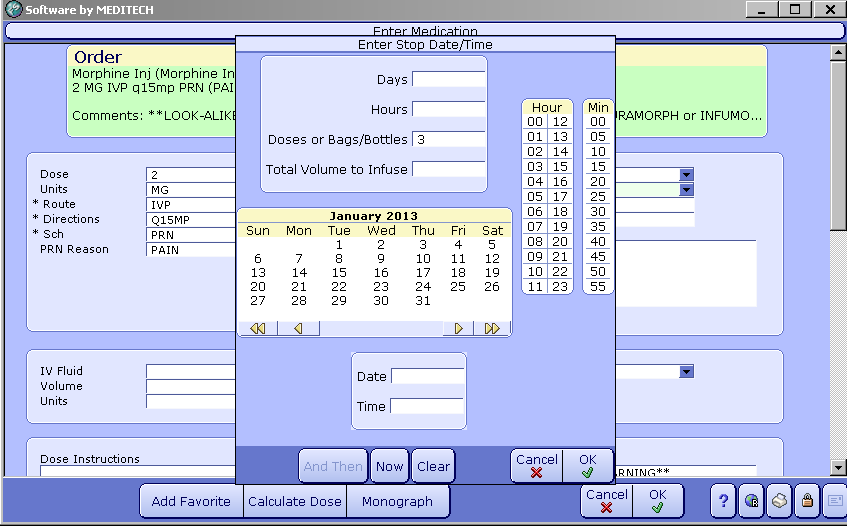 Software by MEDITECH
Enter Medication
Enter Stop Date/Time
Order
Morphine Inj (Morphine In
2 MG IVP q15mp PRN (PAI
Comments: **LOOK-ALIKE
RAMORPH or INFUMO...
Days
Hours
Doses or Bags/Bottles 3
Total Volume to Infuse
Hour Min
00 12 00
01 13 05
02 14 10
03 15 15
04 16 20
05 17 25
06 18 30
07 19 35
08 20 40
09 21 45
10 22 50
11 23 55
Dose 2
Units MG
* Route IVP
* Directions Q15MP
* Sch PRN
PRN Reason PAIN
January 2013
Sun Mon Tue Wed Thu Fri Sat
1 2 3 4 5
6 7 8 9 10 11 12
13 14 15 16 17 18 19
20 21 22 23 24 25 26
27 28 29 30 31
IV Fluid
Volume
Units
Date
Time
Dose Instructions
RNING**
And Then Now Clear Cancel OK
Add Favorite Calculate Dose Monograph Cancel OK
?